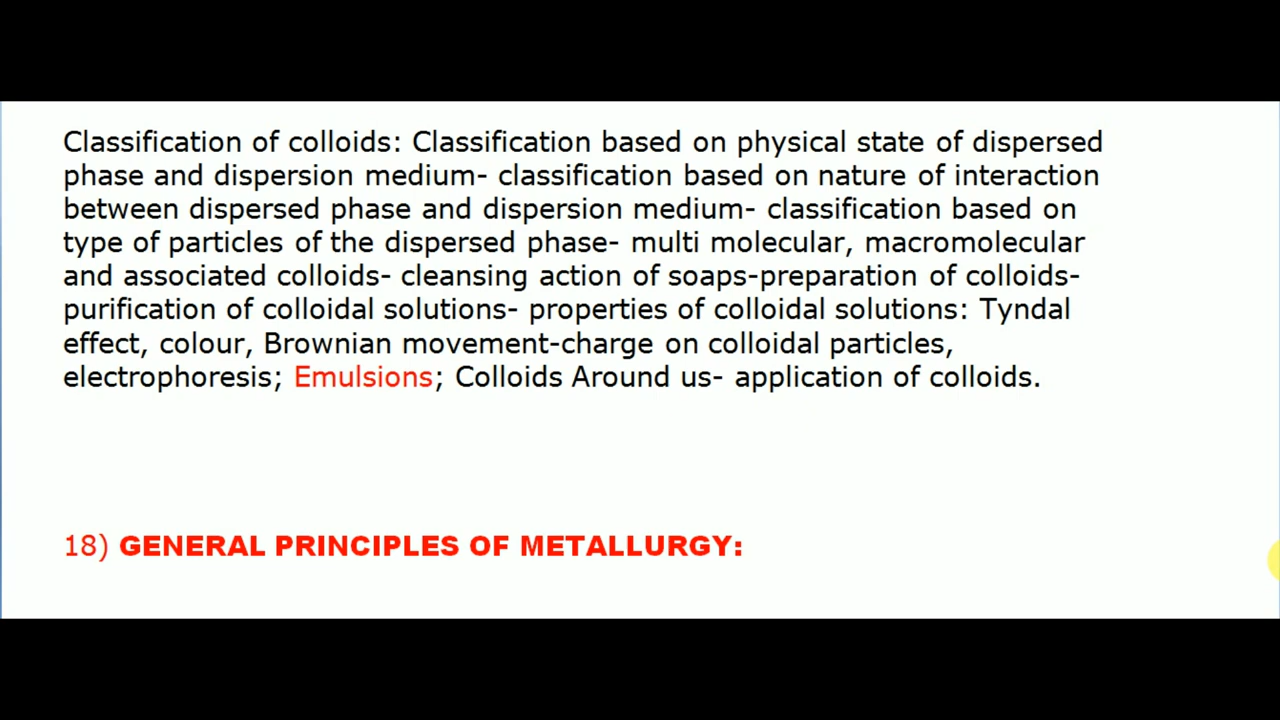 Classification of colloids: Classification based on physical state of dispersed
phase and dispersion medium- classification based on nature of interaction
between dispersed phase and dispersion medium- classification based on
type of particles of the dispersed phase- multi molecular, macromolecular
and associated colloids- cleansing action of soaps-preparation of colloids-
purification of colloidal solutions- properties of colloidal solutions: Tyndal
effect, colour, Brownian movement-charge on colloidal particles,
electrophoresis; Emulsions; Colloids Around us- application of colloids.
18) GENERAL PRINCIPLES OF METALLURGY: